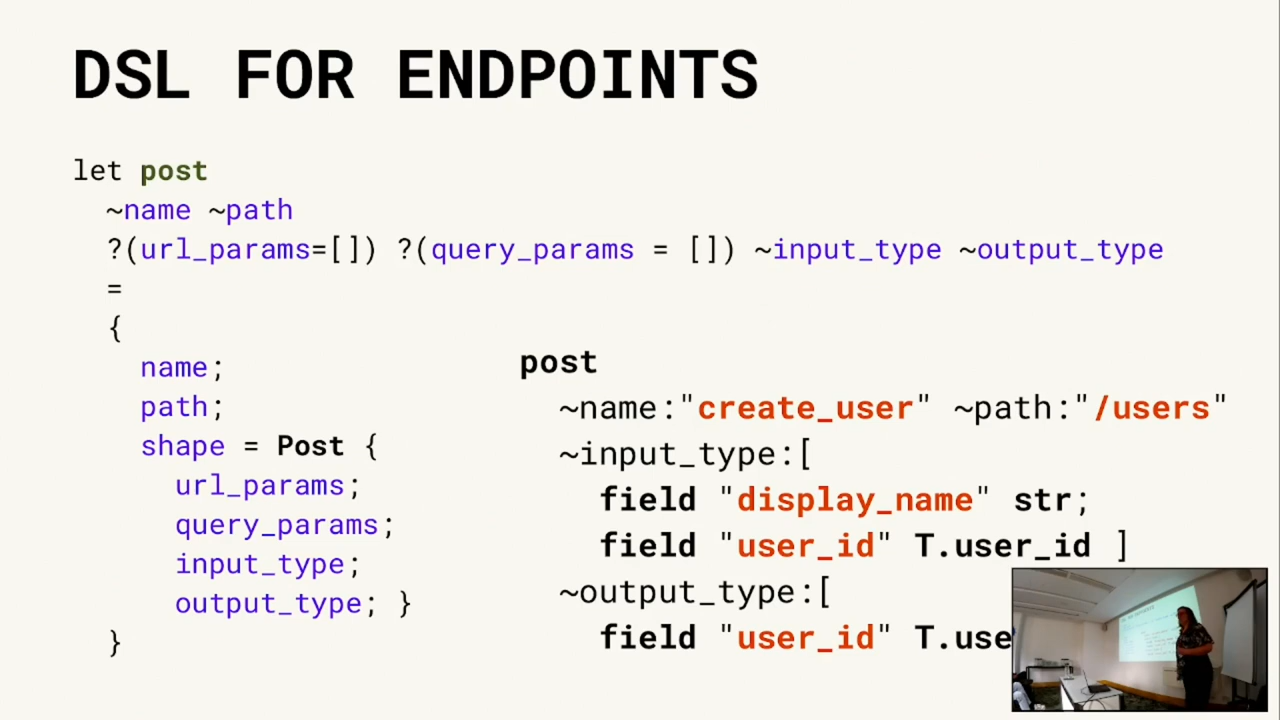 DSL FOR ENDPOINTS
let post
~name ~path
?(url_params=[]) ?(query_params = []) ~input_type ~output_type
=
{
name;
path;
shape = Post {
url_params;
query_params;
input_type;
output_type; }
}
post
~name:"create_user" ~path:"/users"
~input_type:[
field "display_name" str;
field "user_id" T.user_id ]
~output_type:[
field "user_id" T.use